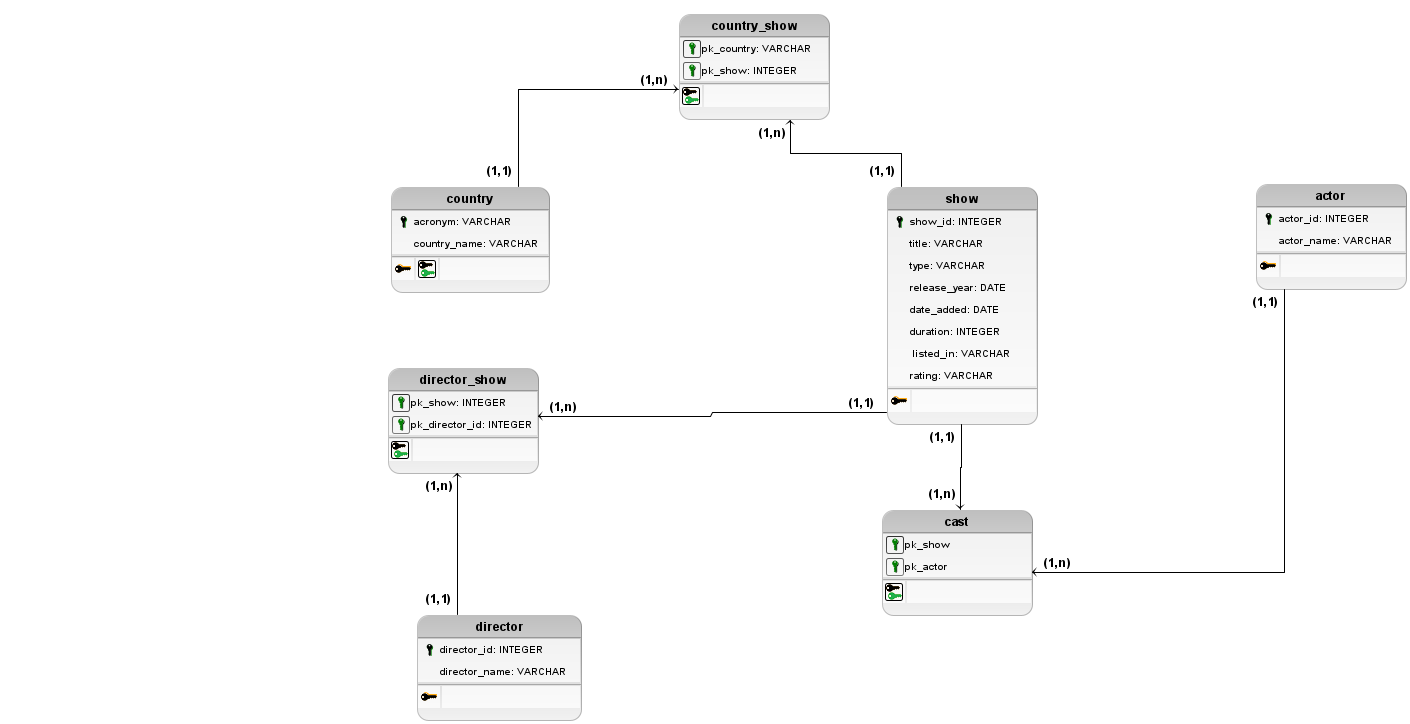 country_show
pk_country: VARCHAR
pk_show: INTEGER
(1,n)
(1,n)
(1,1)
(1,1)
country
acronym: VARCHAR
country_name: VARCHAR
show
show_id: INTEGER
title: VARCHAR
type: VARCHAR
release_year: DATE
date_added: DATE
duration: INTEGER
listed_in: VARCHAR
rating: VARCHAR
actor
actor_id: INTEGER
actor_name: VARCHAR
(1,1)
director_show
pk_show: INTEGER
pk_director_id: INTEGER
(1,n)
(1,1)
(1,1)
(1,n)
(1,n)
cast
pk_show
pk_actor
(1,n)
(1,1)
director
director_id: INTEGER
director_name: VARCHAR